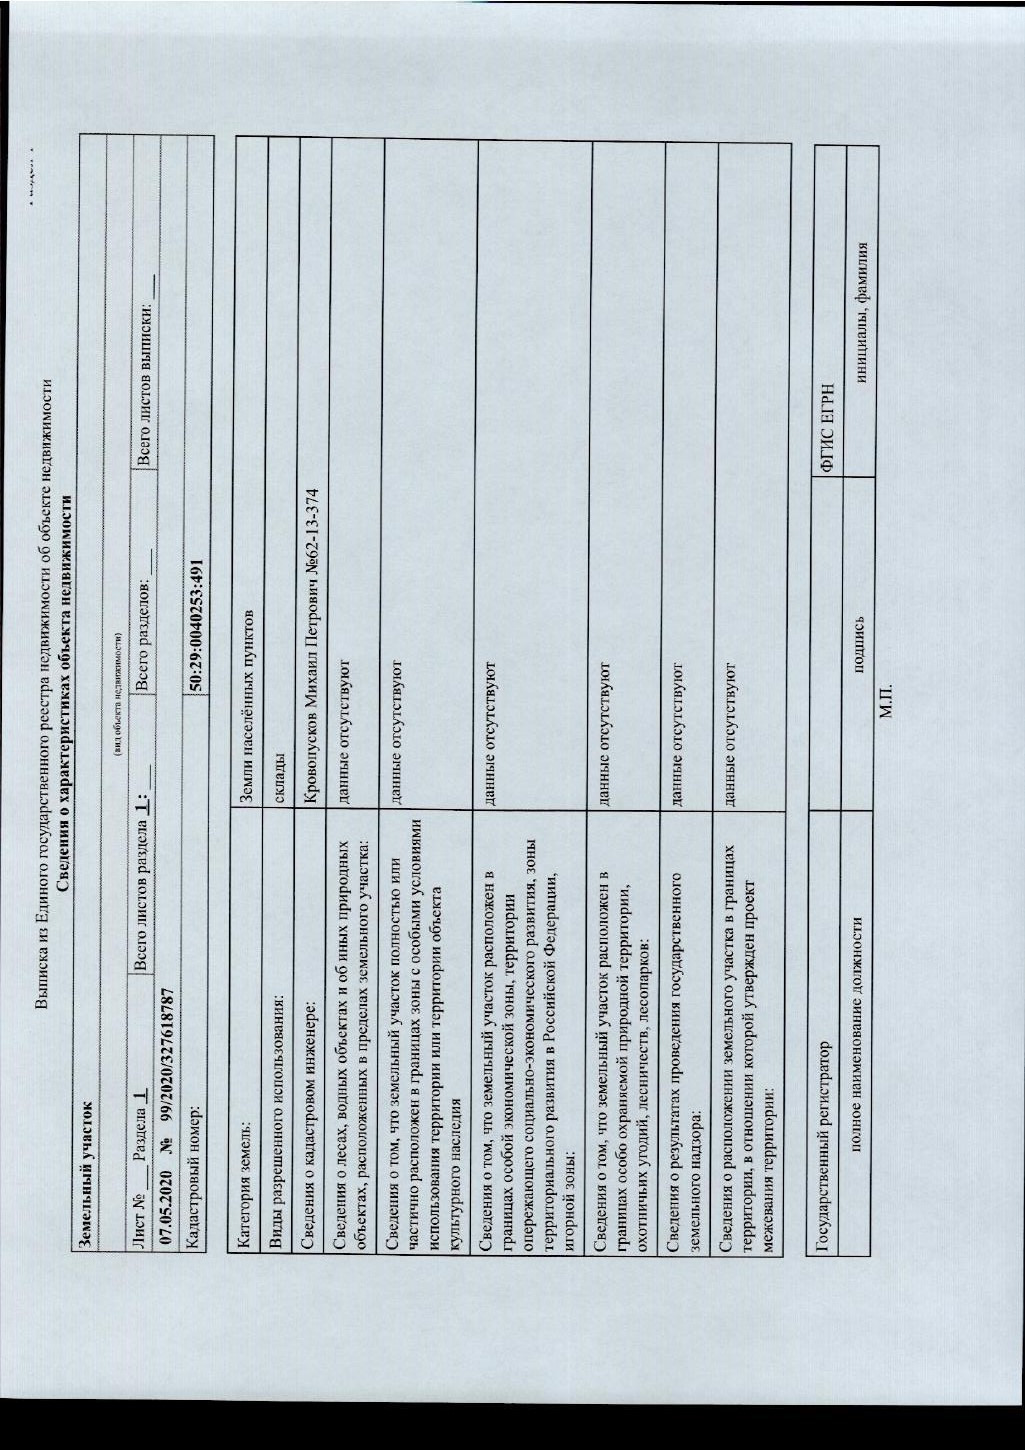 Выписка из Единого государственного реестра недвижимости об объекте недвижимости
Сведения о характеристиках объекта недвижимости
Земельный участок
(вид объекта недвижимости)
Лист № ___ Раздела 1 Всего листов раздела 1: ___ Всего разделов: ___ Всего листов выписки: ___
07.05.2020 № 99/2020/327618787
Кадастровый номер: 50:29:0040253:491
Категория земель: Земли населённых пунктов
Виды разрешенного использования: склады
Сведения о кадастровом инженере: Кровопусков Михаил Петрович №62-13-374
Сведения о лесах, водных объектах и об иных природных
объектах, расположенных в пределах земельного участка:
данные отсутствуют
Сведения о том, что земельный участок полностью или
частично расположен в границах зоны с особыми условиями
использования территории или территории объекта
культурного наследия
данные отсутствуют
Сведения о том, что земельный участок расположен в
границах особой экономической зоны, территории
опережающего социально-экономического развития, зоны
территориального развития в Российской Федерации,
игорной зоны:
данные отсутствуют
Сведения о том, что земельный участок расположен в
границах особо охраняемой природной территории,
охотничьих угодий, лесничеств, лесопарков:
данные отсутствуют
Сведения о результатах проведения государственного
земельного надзора:
данные отсутствуют
Сведения о расположении земельного участка в границах
территории, в отношении которой утвержден проект
межевания территории:
данные отсутствуют
Государственный регистратор ФГИС ЕГРН
полное наименование должности подпись инициалы, фамилия
М.П.